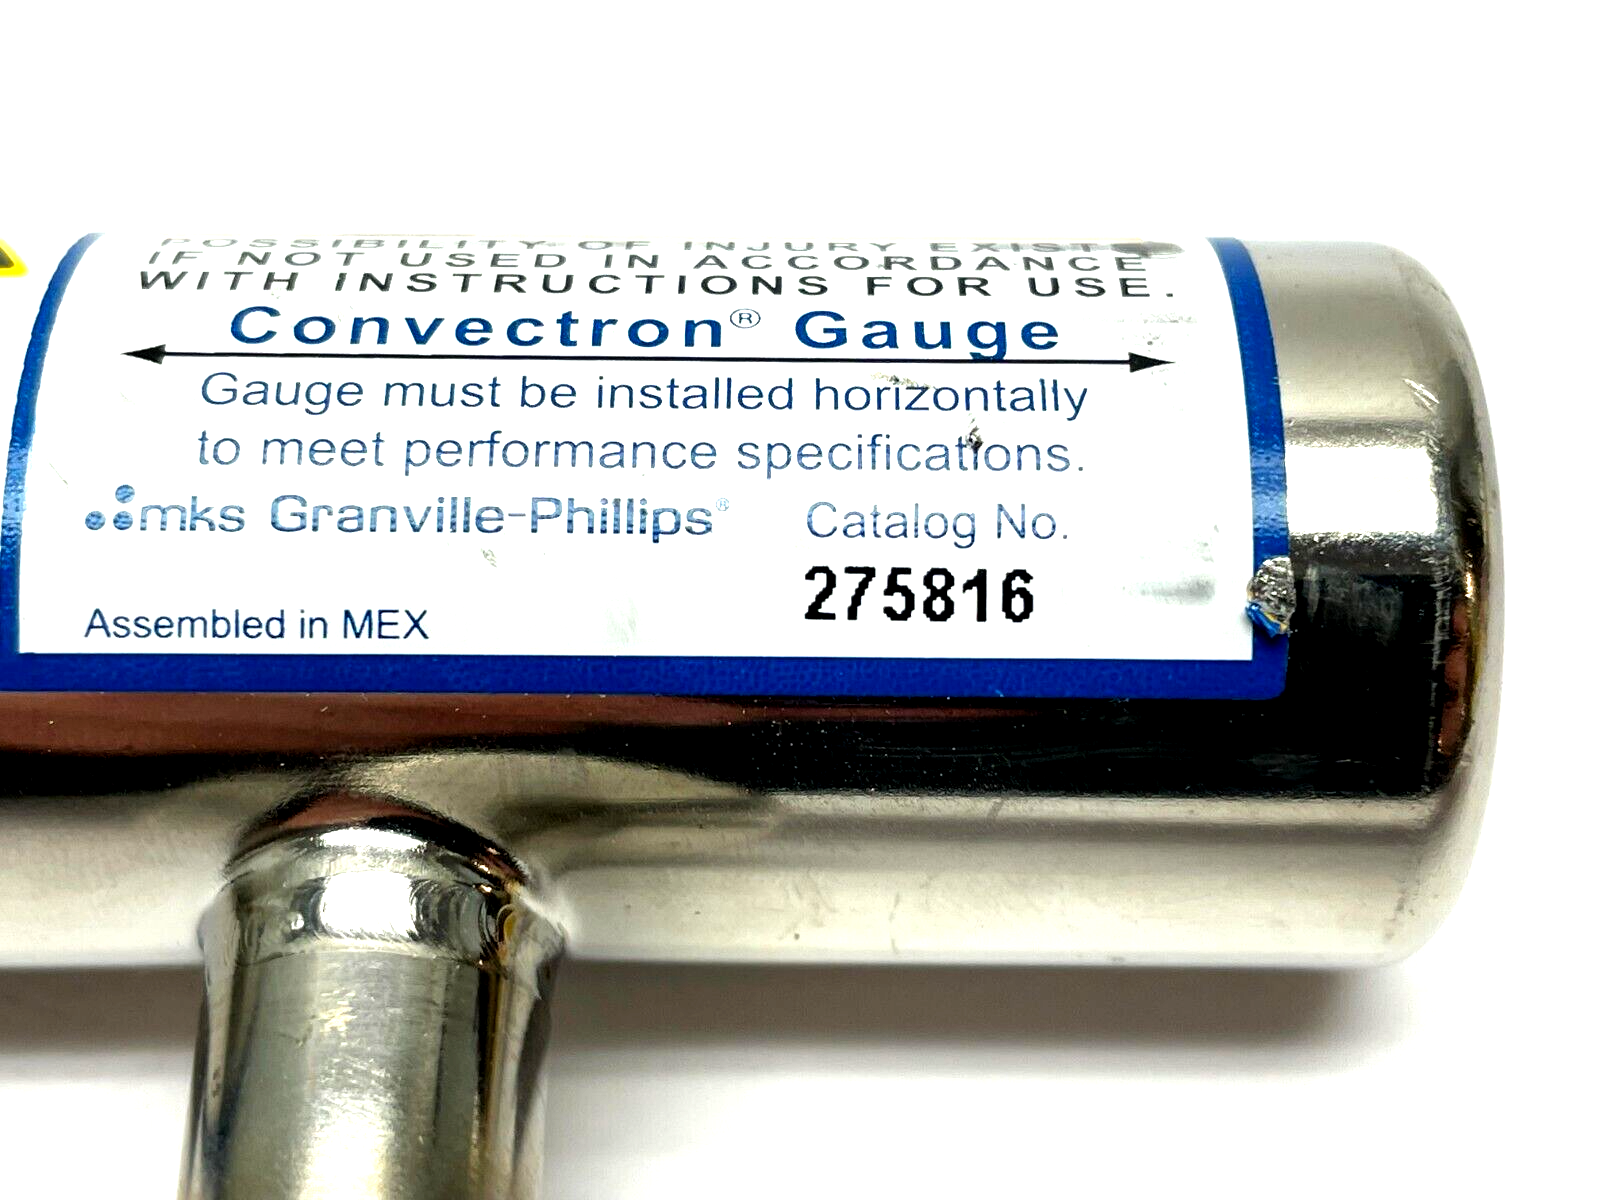 POSSIBILITY OF INJURY EXISTS
IF NOT USED IN ACCORDANCE
WITH INSTRUCTIONS FOR USE.
Convectron® Gauge
Gauge must be installed horizontally
to meet performance specifications.
mks Granville-Phillips® Catalog No.
275816
Assembled in MEX